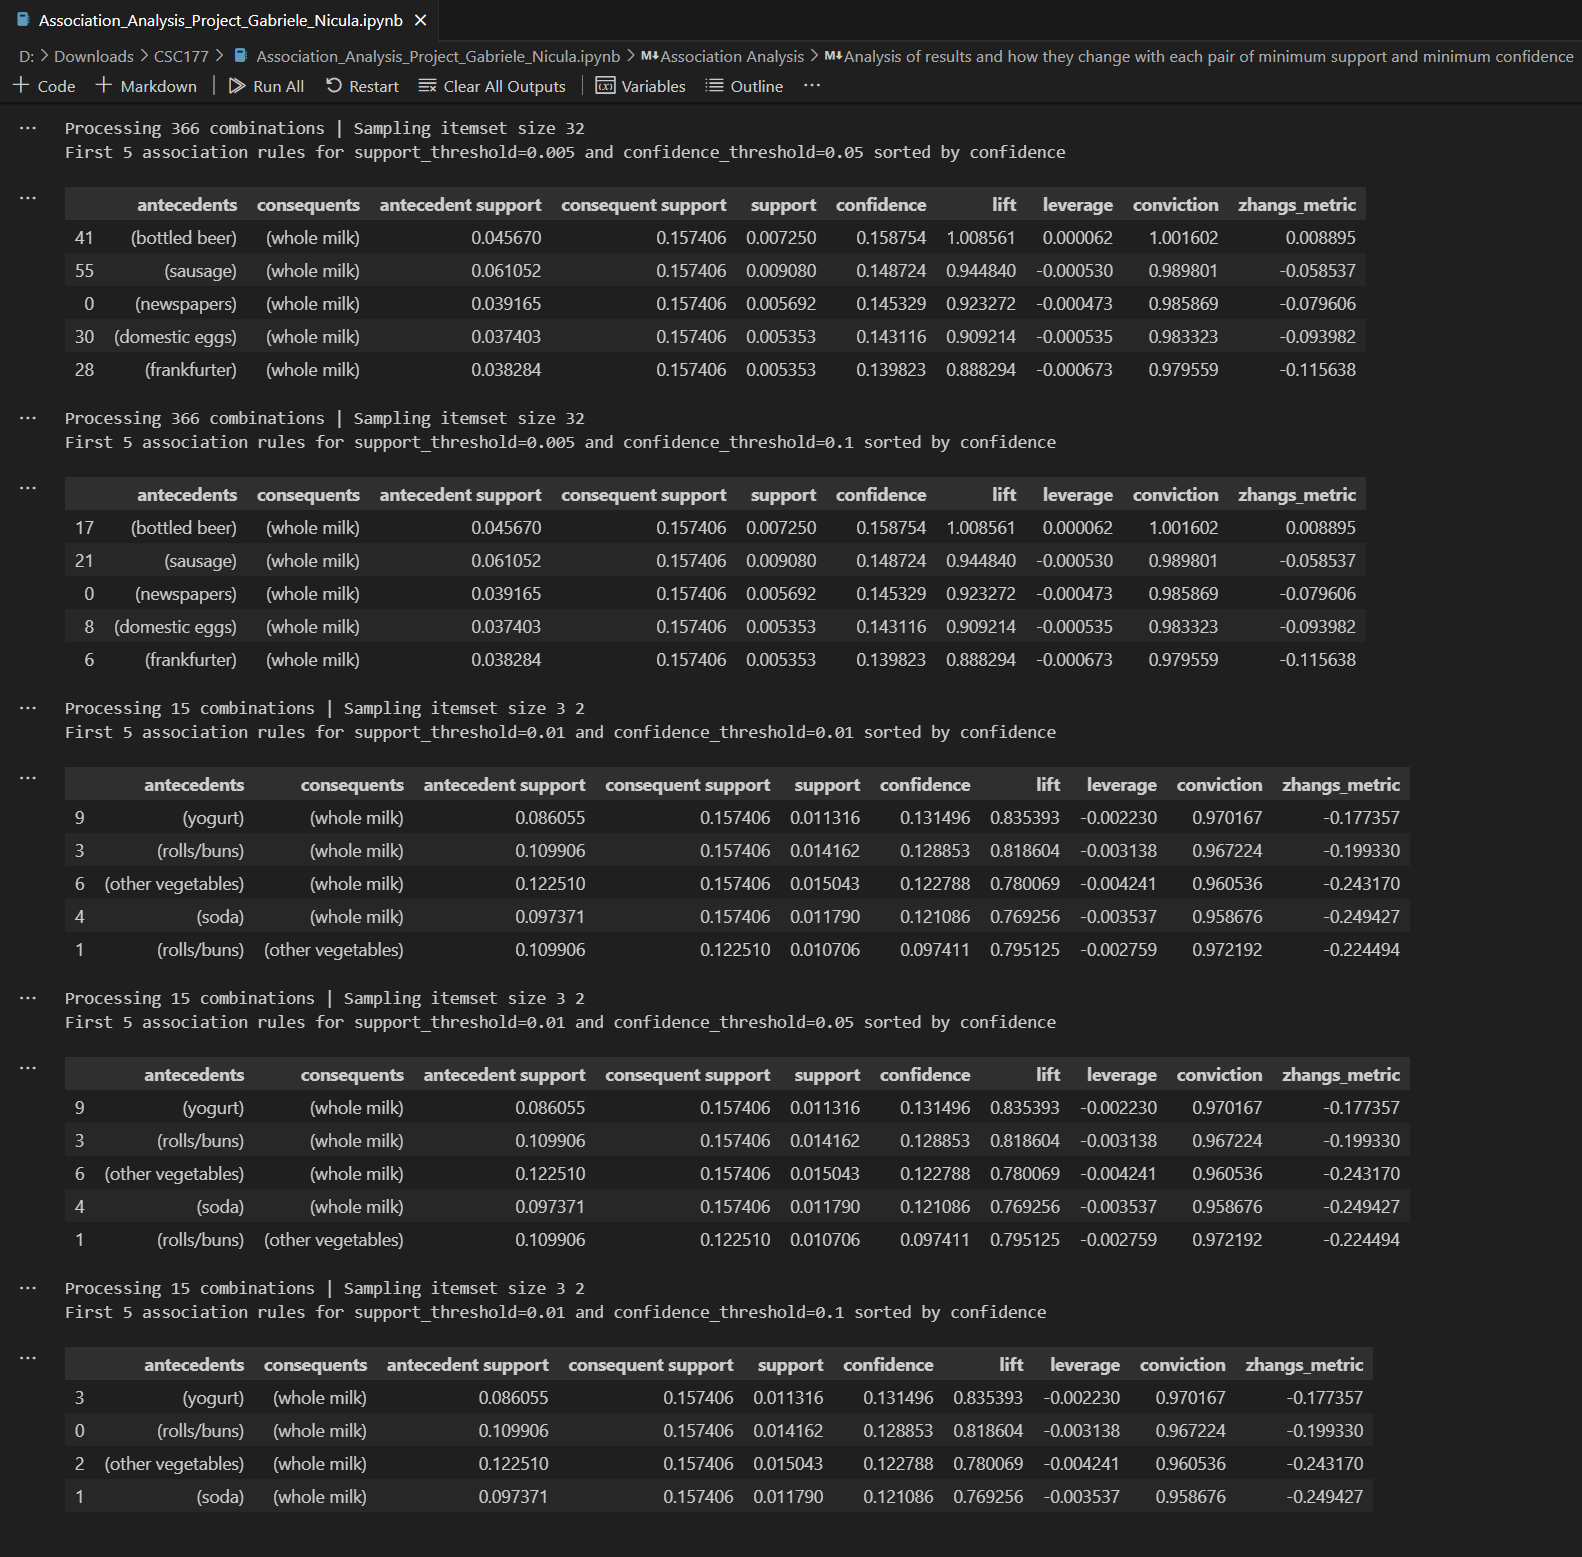 Association_Analysis_Project_Gabriele_Nicula.ipynb
D: > Downloads > CSC177 > Association_Analysis_Project_Gabriele_Nicula.ipynb > M↓Association Analysis > M↓Analysis of results and how they change with each pair of minimum support and minimum confidence
+ Code + Markdown | Run All Restart Clear All Outputs | Variables Outline ...
Processing 366 combinations | Sampling itemset size 32
First 5 association rules for support_threshold=0.005 and confidence_threshold=0.05 sorted by confidence
antecedents consequents antecedent support consequent support support confidence lift leverage conviction zhangs_metric
41 (bottled beer) (whole milk) 0.045670 0.157406 0.007250 0.158754 1.008561 0.000062 1.001602 0.008895
55 (sausage) (whole milk) 0.061052 0.157406 0.009080 0.148724 0.944840 -0.000530 0.989801 -0.058537
0 (newspapers) (whole milk) 0.039165 0.157406 0.005692 0.145329 0.923272 -0.000473 0.985869 -0.079606
30 (domestic eggs) (whole milk) 0.037403 0.157406 0.005353 0.143116 0.909214 -0.000535 0.983323 -0.093982
28 (frankfurter) (whole milk) 0.038284 0.157406 0.005353 0.139823 0.888294 -0.000673 0.979559 -0.115638
Processing 366 combinations | Sampling itemset size 32
First 5 association rules for support_threshold=0.005 and confidence_threshold=0.1 sorted by confidence
antecedents consequents antecedent support consequent support support confidence lift leverage conviction zhangs_metric
17 (bottled beer) (whole milk) 0.045670 0.157406 0.007250 0.158754 1.008561 0.000062 1.001602 0.008895
21 (sausage) (whole milk) 0.061052 0.157406 0.009080 0.148724 0.944840 -0.000530 0.989801 -0.058537
0 (newspapers) (whole milk) 0.039165 0.157406 0.005692 0.145329 0.923272 -0.000473 0.985869 -0.079606
8 (domestic eggs) (whole milk) 0.037403 0.157406 0.005353 0.143116 0.909214 -0.000535 0.983323 -0.093982
6 (frankfurter) (whole milk) 0.038284 0.157406 0.005353 0.139823 0.888294 -0.000673 0.979559 -0.115638
Processing 15 combinations | Sampling itemset size 3 2
First 5 association rules for support_threshold=0.01 and confidence_threshold=0.01 sorted by confidence
antecedents consequents antecedent support consequent support support confidence lift leverage conviction zhangs_metric
9 (yogurt) (whole milk) 0.086055 0.157406 0.011316 0.131496 0.835393 -0.002230 0.970167 -0.177357
3 (rolls/buns) (whole milk) 0.109906 0.157406 0.014162 0.128853 0.818604 -0.003138 0.967224 -0.199330
6 (other vegetables) (whole milk) 0.122510 0.157406 0.015043 0.122788 0.780069 -0.004241 0.960536 -0.243170
4 (soda) (whole milk) 0.097371 0.157406 0.011790 0.121086 0.769256 -0.003537 0.958676 -0.249427
1 (rolls/buns) (other vegetables) 0.109906 0.122510 0.010706 0.097411 0.795125 -0.002759 0.972192 -0.224494
Processing 15 combinations | Sampling itemset size 3 2
First 5 association rules for support_threshold=0.01 and confidence_threshold=0.05 sorted by confidence
antecedents consequents antecedent support consequent support support confidence lift leverage conviction zhangs_metric
9 (yogurt) (whole milk) 0.086055 0.157406 0.011316 0.131496 0.835393 -0.002230 0.970167 -0.177357
3 (rolls/buns) (whole milk) 0.109906 0.157406 0.014162 0.128853 0.818604 -0.003138 0.967224 -0.199330
6 (other vegetables) (whole milk) 0.122510 0.157406 0.015043 0.122788 0.780069 -0.004241 0.960536 -0.243170
4 (soda) (whole milk) 0.097371 0.157406 0.011790 0.121086 0.769256 -0.003537 0.958676 -0.249427
1 (rolls/buns) (other vegetables) 0.109906 0.122510 0.010706 0.097411 0.795125 -0.002759 0.972192 -0.224494
Processing 15 combinations | Sampling itemset size 3 2
First 5 association rules for support_threshold=0.01 and confidence_threshold=0.1 sorted by confidence
antecedents consequents antecedent support consequent support support confidence lift leverage conviction zhangs_metric
3 (yogurt) (whole milk) 0.086055 0.157406 0.011316 0.131496 0.835393 -0.002230 0.970167 -0.177357
0 (rolls/buns) (whole milk) 0.109906 0.157406 0.014162 0.128853 0.818604 -0.003138 0.967224 -0.199330
2 (other vegetables) (whole milk) 0.122510 0.157406 0.015043 0.122788 0.780069 -0.004241 0.960536 -0.243170
1 (soda) (whole milk) 0.097371 0.157406 0.011790 0.121086 0.769256 -0.003537 0.958676 -0.249427